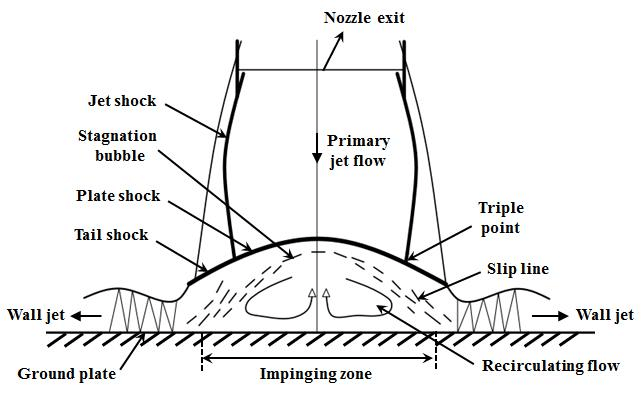 Nozzle exit
Jet shock
Stagnation
bubble
Primary
jet flow
Plate shock
Triple
point
Tail shock
Slip line
Wall jet
Wall jet
Ground plate
Impinging zone
Recirculating flow